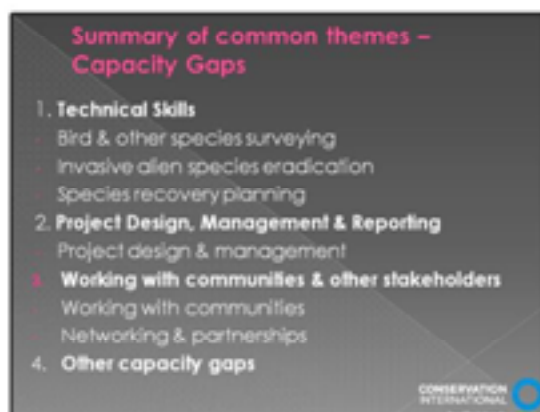 Summary of common themes –
Capacity Gaps
1. Technical Skills
- Bird & other species surveying
- Invasive alien species eradication
- Species recovery planning
2. Project Design, Management & Reporting
- Project design & management
3. Working with communities & other stakeholders
- Working with communities
- Networking & partnerships
4. Other capacity gaps
CONSERVATION
INTERNATIONAL